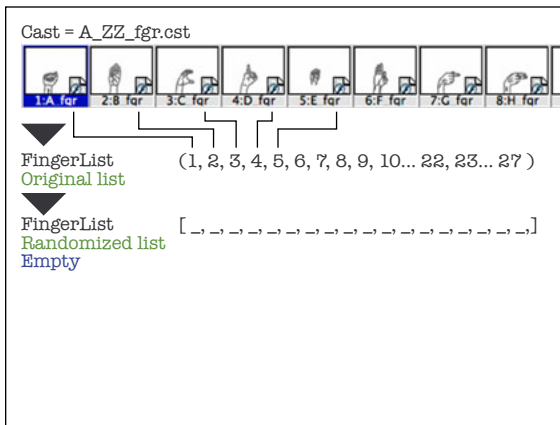 Cast = A_ZZ_fgr.cst
1:A fgr 2:B fgr 3:C fgr 4:D fgr 5:E fgr 6:F fgr 7:G fgr 8:H fgr
FingerList (1, 2, 3, 4, 5, 6, 7, 8, 9, 10... 22, 23... 27 )
Original list
FingerList [ _, _, _, _, _, _, _, _, _, _, _, _, _, _, _, _, _, _,]
Randomized list
Empty